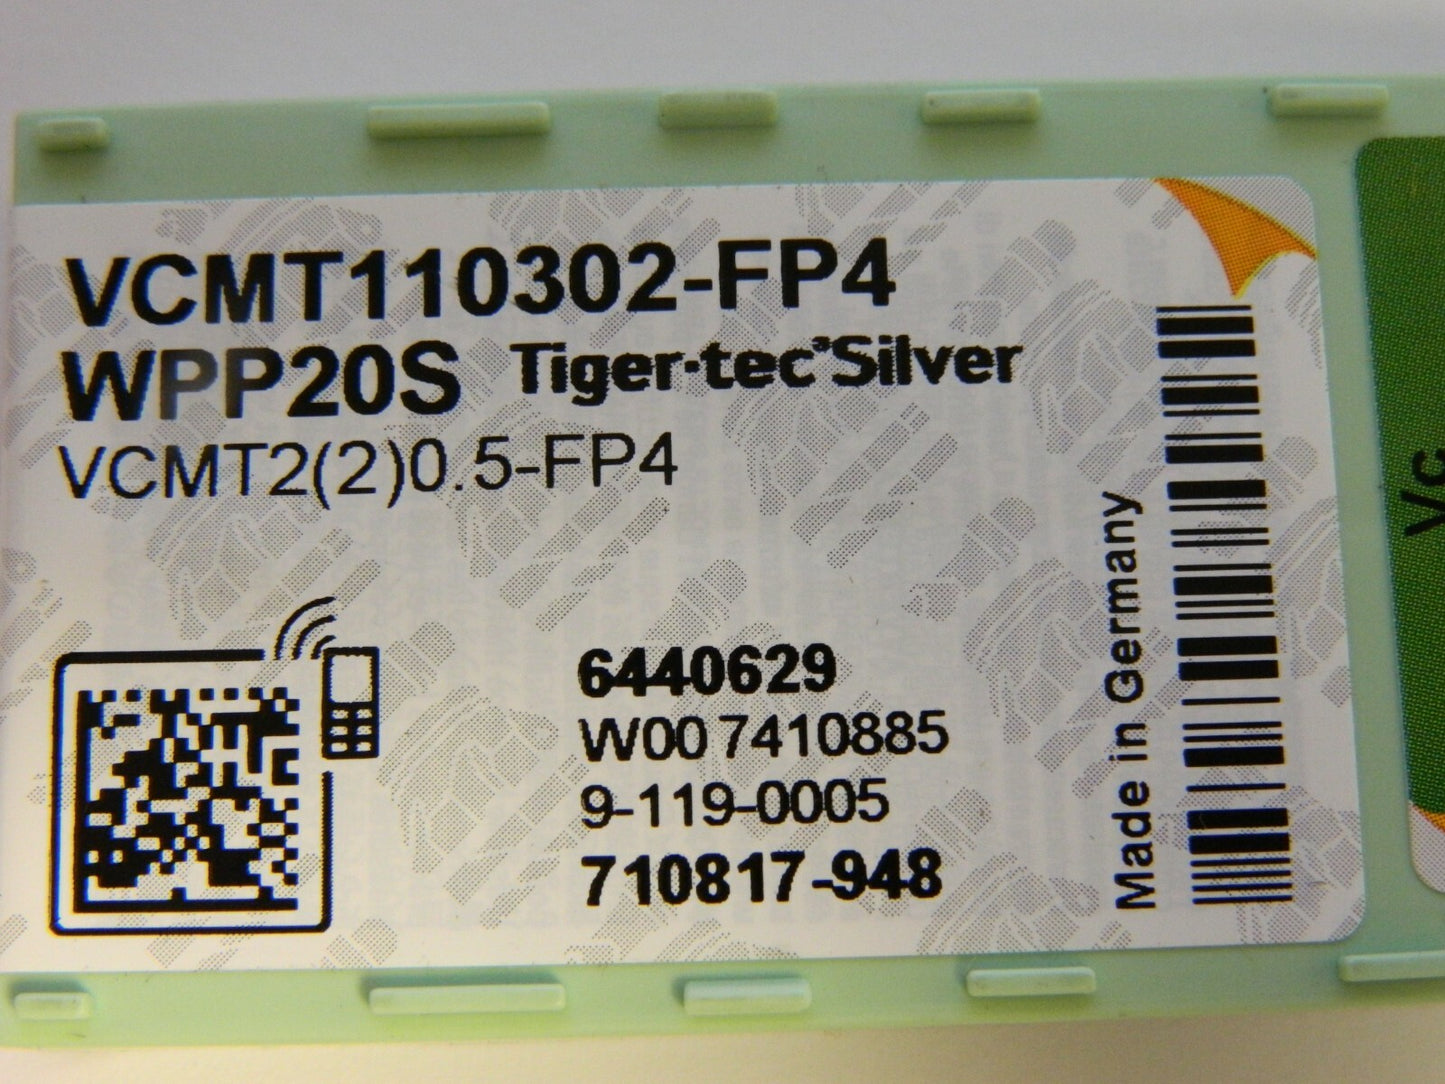 VCMT110302-FP4
WPP20S Tiger·tec®Silver
VCMT2(2)0.5-FP4
6440629
W00 7410885
9-119-0005
710817-948
Made in Germany
Vc